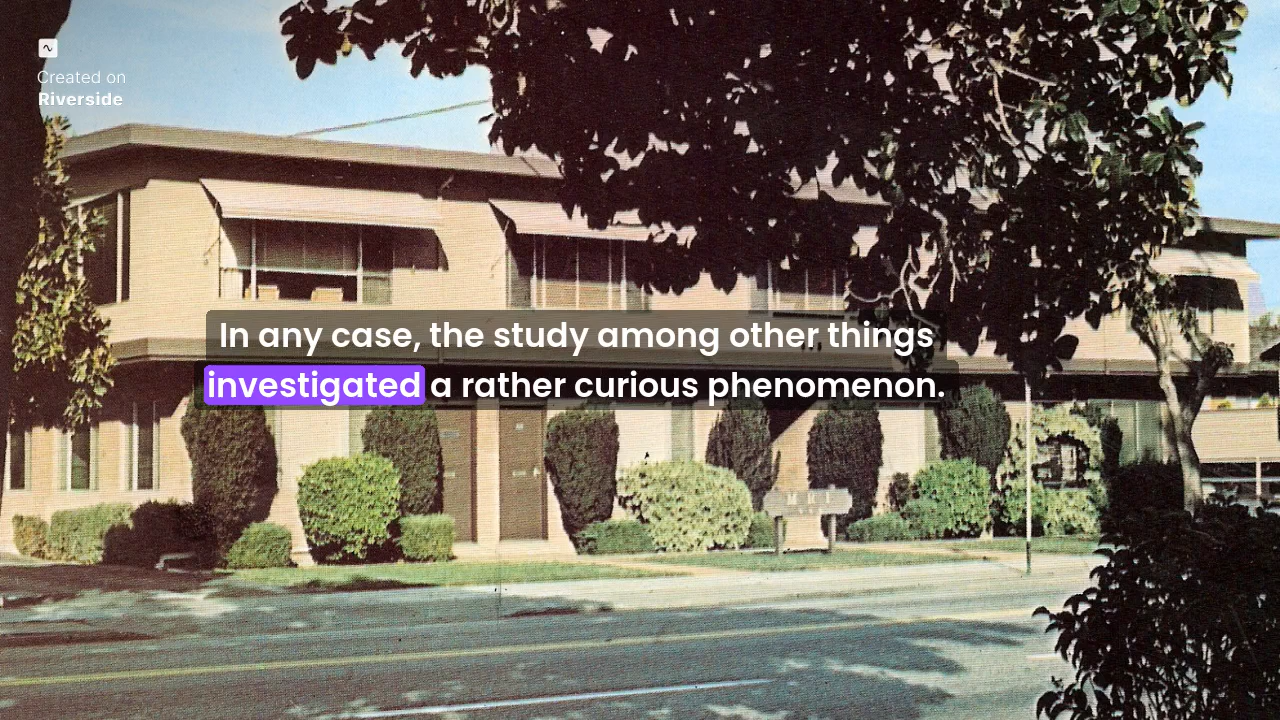 Created on
Riverside
In any case, the study among other things
investigated a rather curious phenomenon.